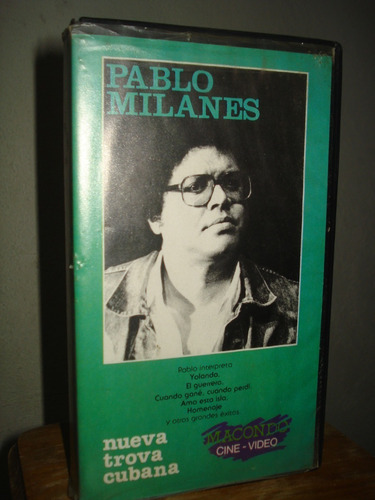 PABLO
MILANES
Pablo interpreta
Yolanda,
El guerrero,
Cuando gané, cuando perdí,
Amo esta isla,
Homenaje
y otros grandes éxitos
nueva
trova
cubana
MACONDO
CINE - VIDEO